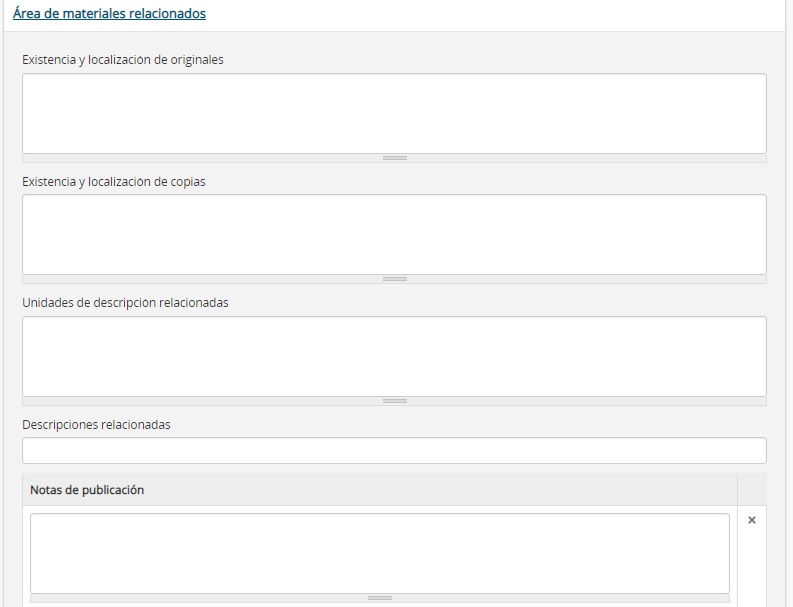 Área de materiales relacionados
Existencia y localización de originales
Existencia y localización de copias
Unidades de descripción relacionadas
Descripciones relacionadas
Notas de publicación
×